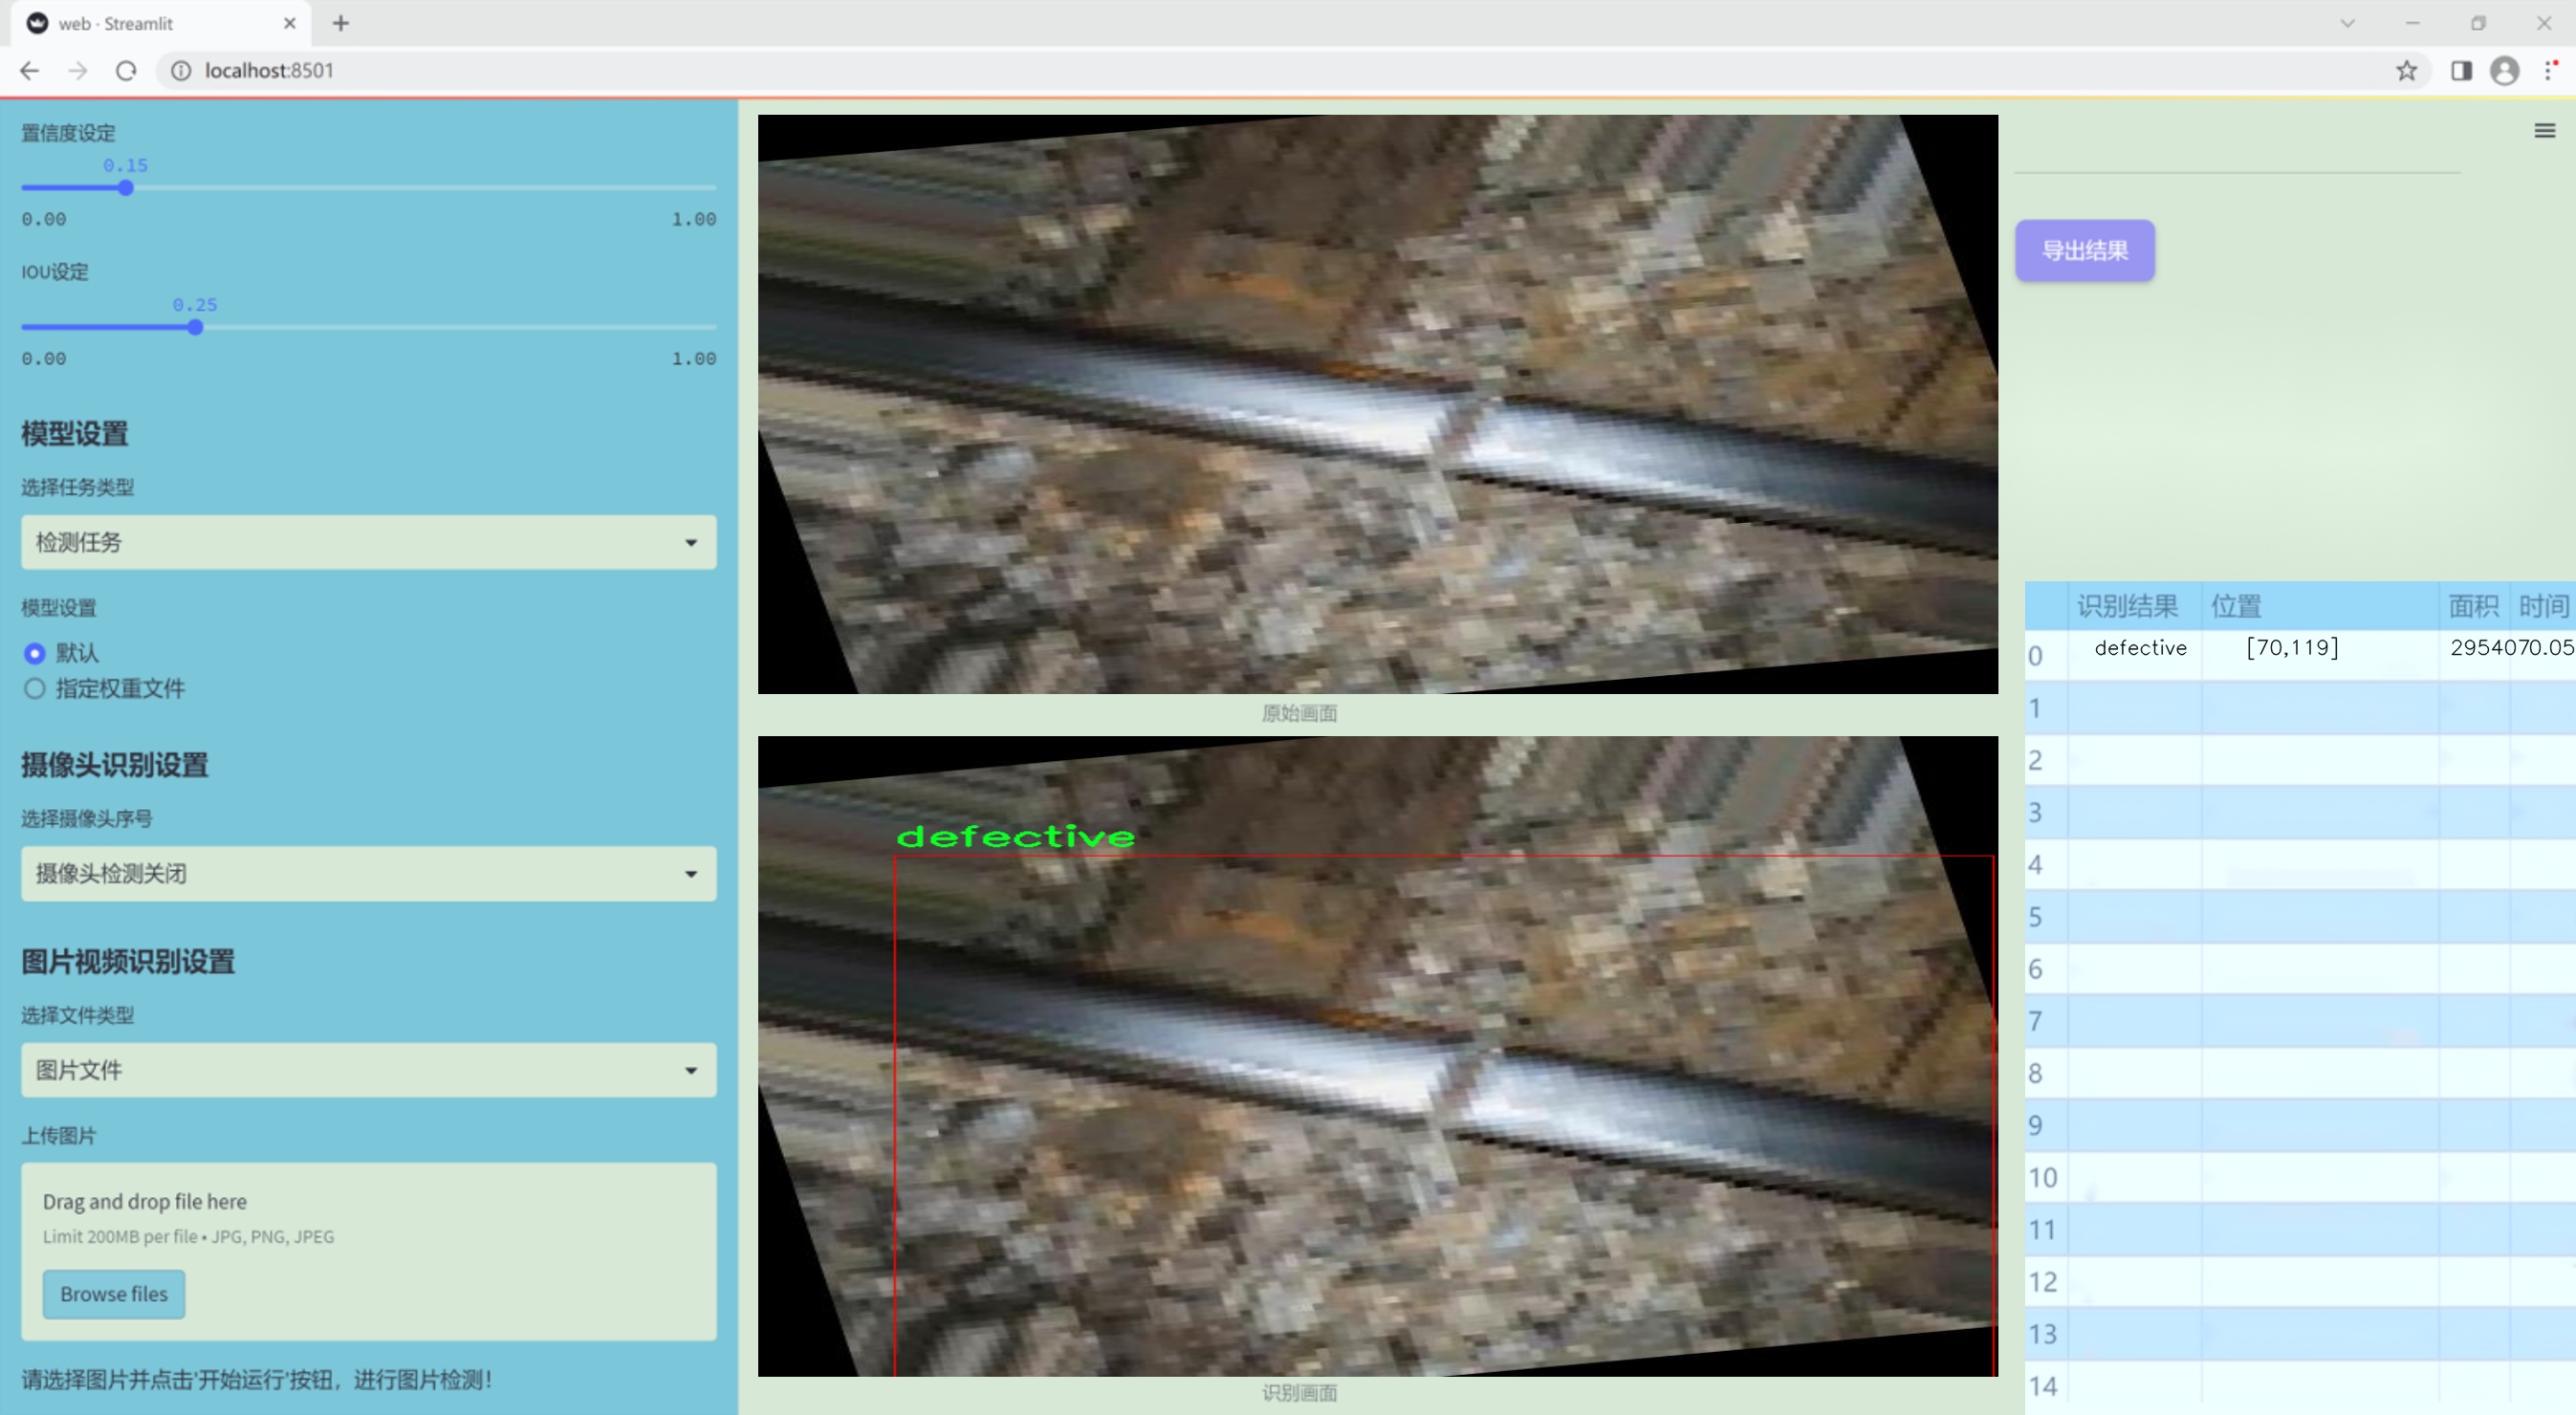 web · Streamlit
localhost:8501
置信度设定
0.15
0.00 1.00
IOU设定
0.25
0.00 1.00
模型设置
选择任务类型
检测任务
模型设置
默认
指定权重文件
摄像头识别设置
选择摄像头序号
摄像头检测关闭
图片视频识别设置
选择文件类型
图片文件
上传图片
Drag and drop file here
Limit 200MB per file • JPG, PNG, JPEG
Browse files
请选择图片并点击'开始运行'按钮，进行图片检测！
原始画面
defective
识别画面
导出结果
识别结果 位置 面积 时间
0 defective [70,119] 2954070.05
1
2
3
4
5
6
7
8
9
10
11
12
13
14